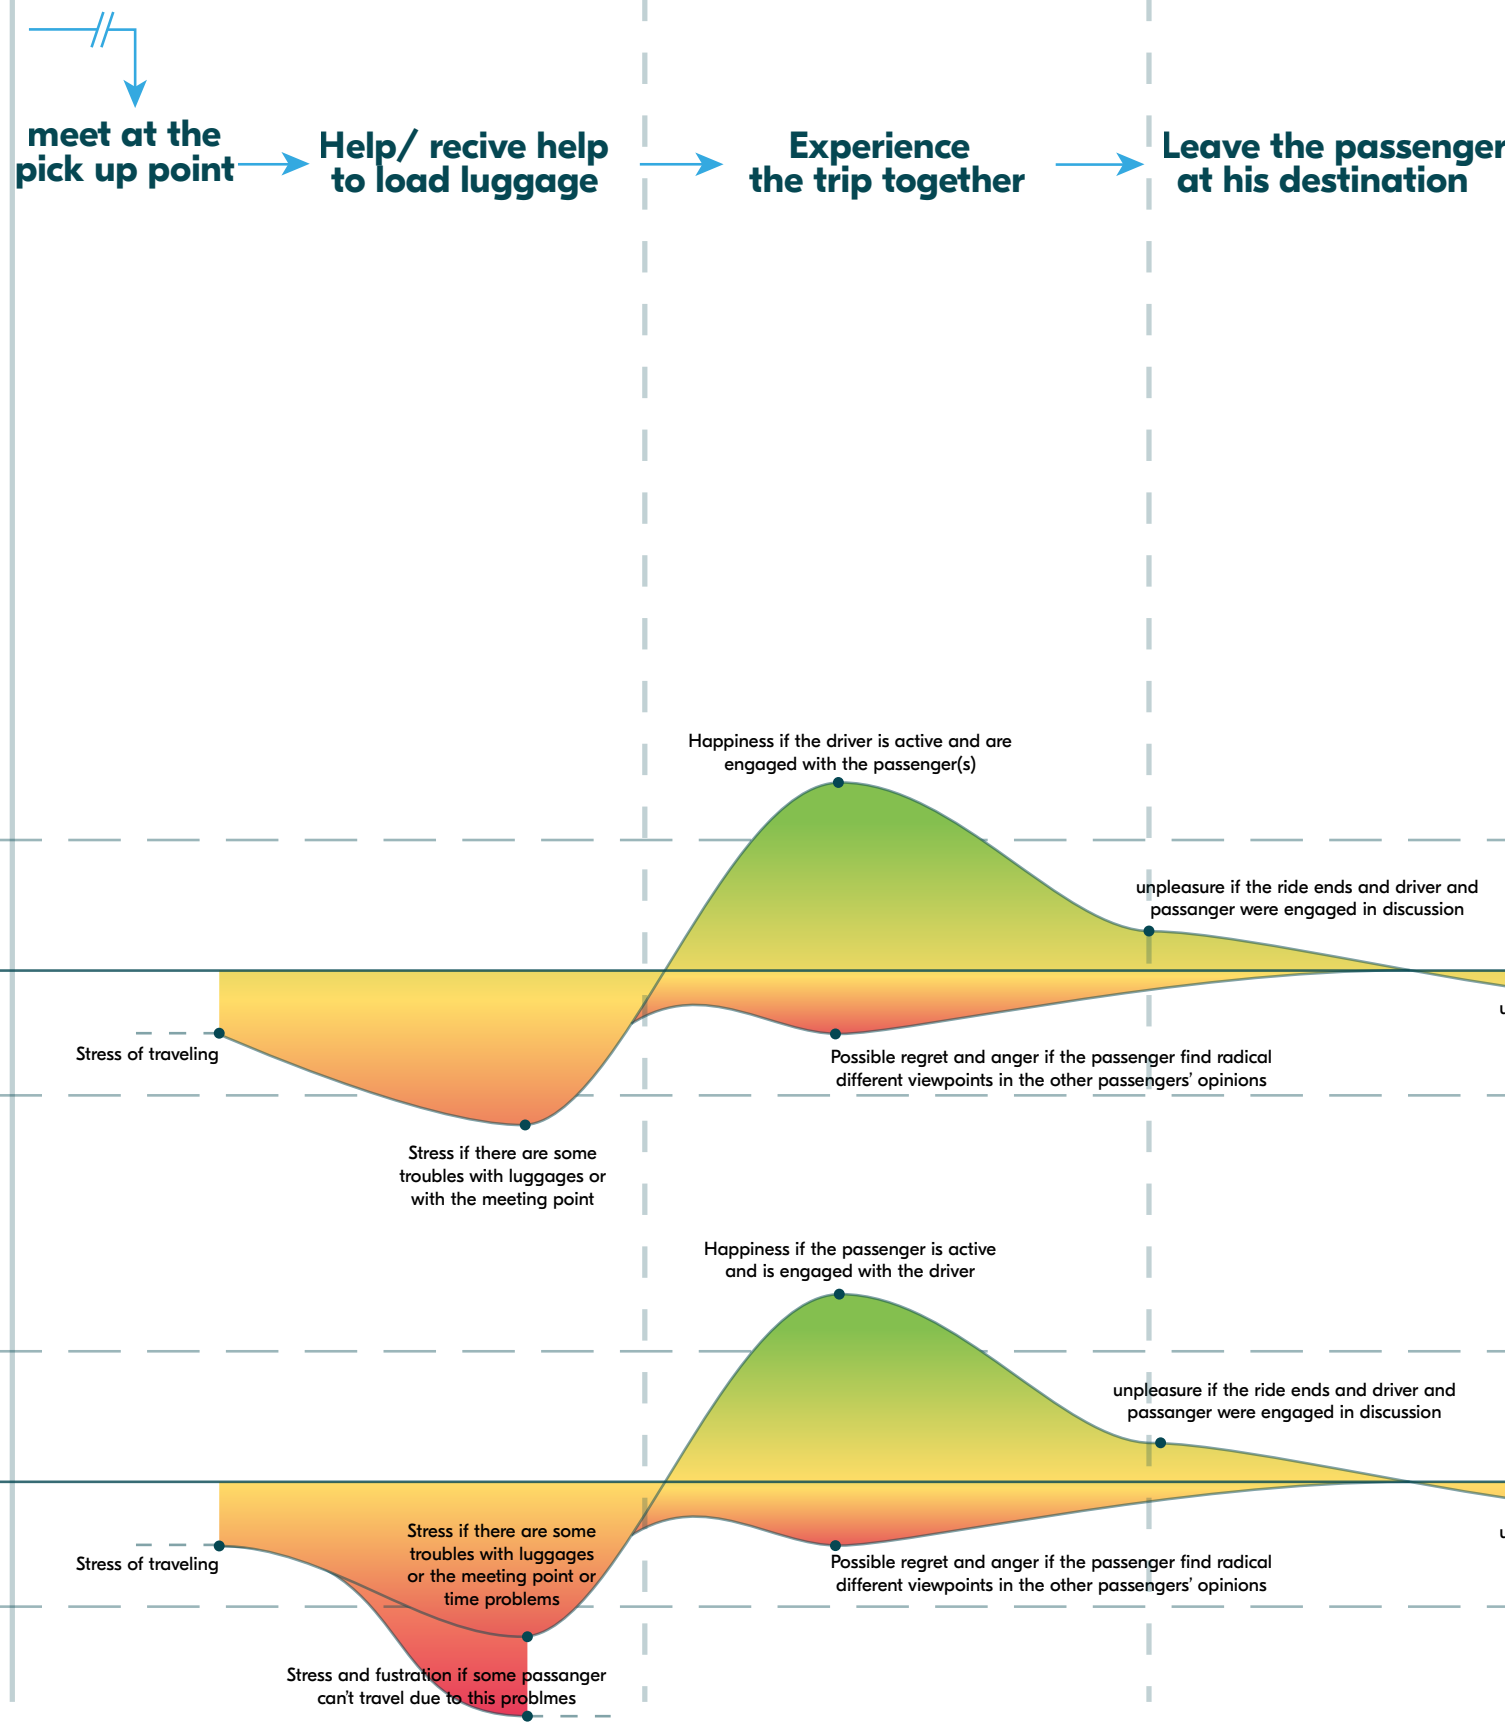 meet at the
pick up point
Help/ recive help
to load luggage
Experience
the trip together
Leave the passenger
at his destination
Happiness if the driver is active and are
engaged with the passenger(s)
unpleasure if the ride ends and driver and
passanger were engaged in discussion
Stress of traveling
Possible regret and anger if the passenger find radical
different viewpoints in the other passengers’ opinions
Stress if there are some
troubles with luggages or
with the meeting point
Happiness if the passenger is active
and is engaged with the driver
unpleasure if the ride ends and driver and
passanger were engaged in discussion
Stress of traveling
Stress if there are some
troubles with luggages
or the meeting point or
time problems
Possible regret and anger if the passenger find radical
different viewpoints in the other passengers’ opinions
Stress and fustration if some passanger
can’t travel due to this problmes